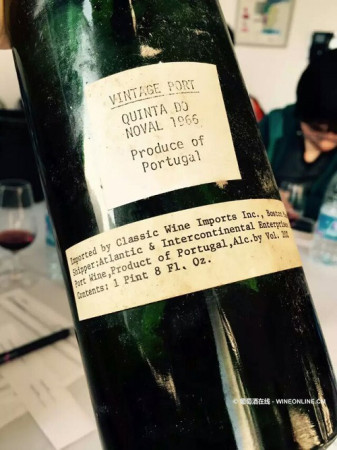 VINTAGE PORT
QUINTA DO
NOVAL 1966
Produce of
Portugal
Imported by Classic Wine Imports Inc., Boston
Shipper:Atlantic & Intercontinental Enterprises
Port Wine,Product of Portugal,Alc.by Vol. 20%
Contents: 1 Pint 8 Fl. Oz.
© 葡萄酒在线 - WINEONLINE.CN